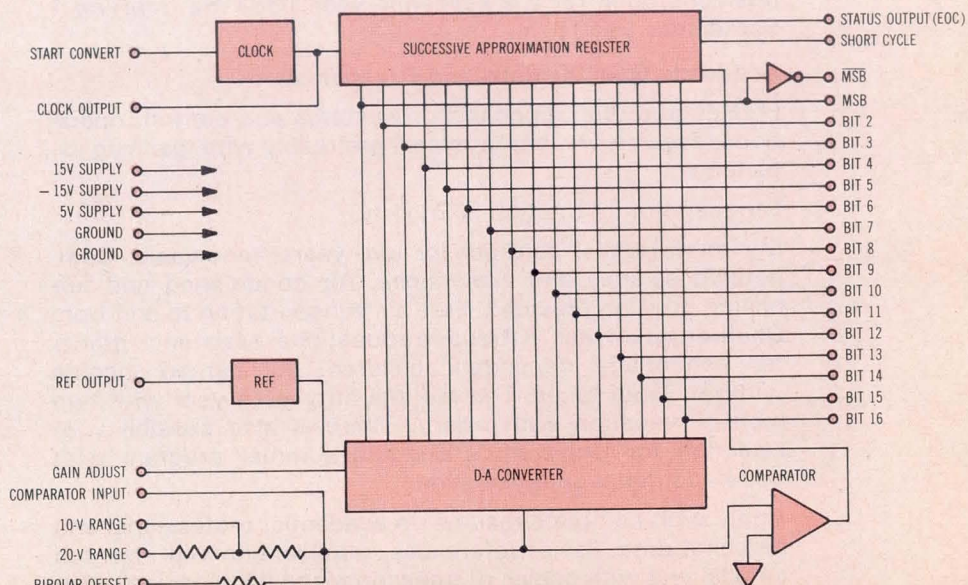 STATUS OUTPUT (EOC)
START CONVERT
CLOCK
SUCCESSIVE APPROXIMATION REGISTER
SHORT CYCLE
MSB
CLOCK OUTPUT
MSB
BIT 2
BIT 3
15V SUPPLY
BIT 4
– 15V SUPPLY
BIT 5
5V SUPPLY
BIT 6
GROUND
BIT 7
GROUND
BIT 8
BIT 9
BIT 10
BIT 11
BIT 12
BIT 13
REF OUTPUT
REF
BIT 14
BIT 15
BIT 16
GAIN ADJUST
D-A CONVERTER
COMPARATOR
COMPARATOR INPUT
10-V RANGE
20-V RANGE
BIPOLAR OFFSET